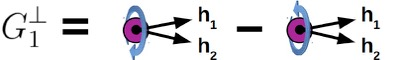 G₁^⊥ = h₁ − h₁
h₂ h₂